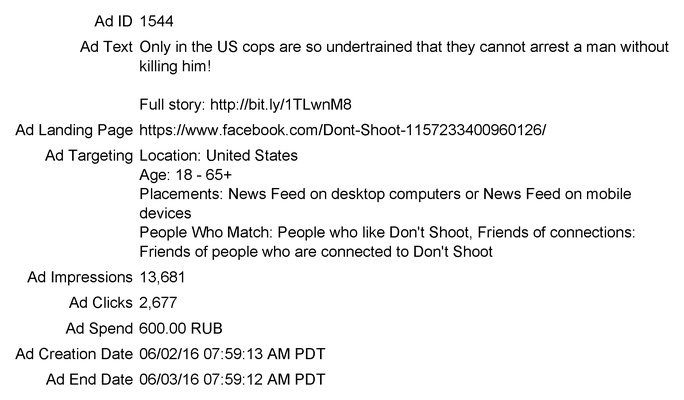 Ad ID 1544
Ad Text Only in the US cops are so undertrained that they cannot arrest a man without
killing him!
Full story: http://bit.ly/1TLwnM8
Ad Landing Page https://www.facebook.com/Dont-Shoot-1157233400960126/
Ad Targeting Location: United States
Age: 18 - 65+
Placements: News Feed on desktop computers or News Feed on mobile
devices
People Who Match: People who like Don't Shoot, Friends of connections:
Friends of people who are connected to Don't Shoot
Ad Impressions 13,681
Ad Clicks 2,677
Ad Spend 600.00 RUB
Ad Creation Date 06/02/16 07:59:13 AM PDT
Ad End Date 06/03/16 07:59:12 AM PDT